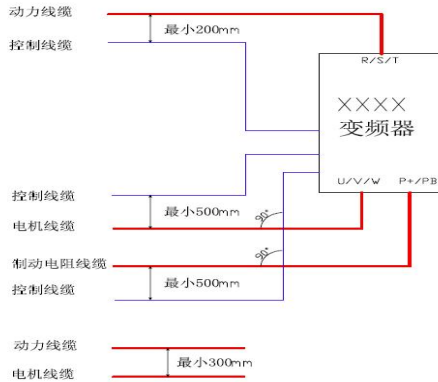 动力线缆
最小200mm
控制线缆
R/S/T
XXXX
变频器
U/V/W P+/PB
控制线缆
最小500mm
电机线缆
90°
制动电阻线缆
90°
最小500mm
控制线缆
动力线缆
最小300mm
电机线缆